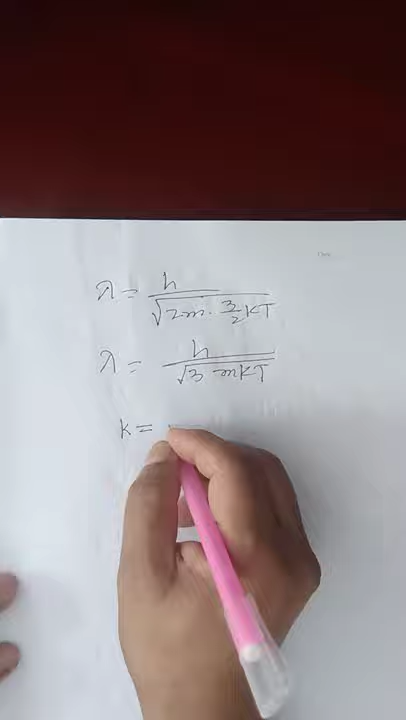 λ = h / √2m · 3/2 KT
λ = h / √3 mKT
K =